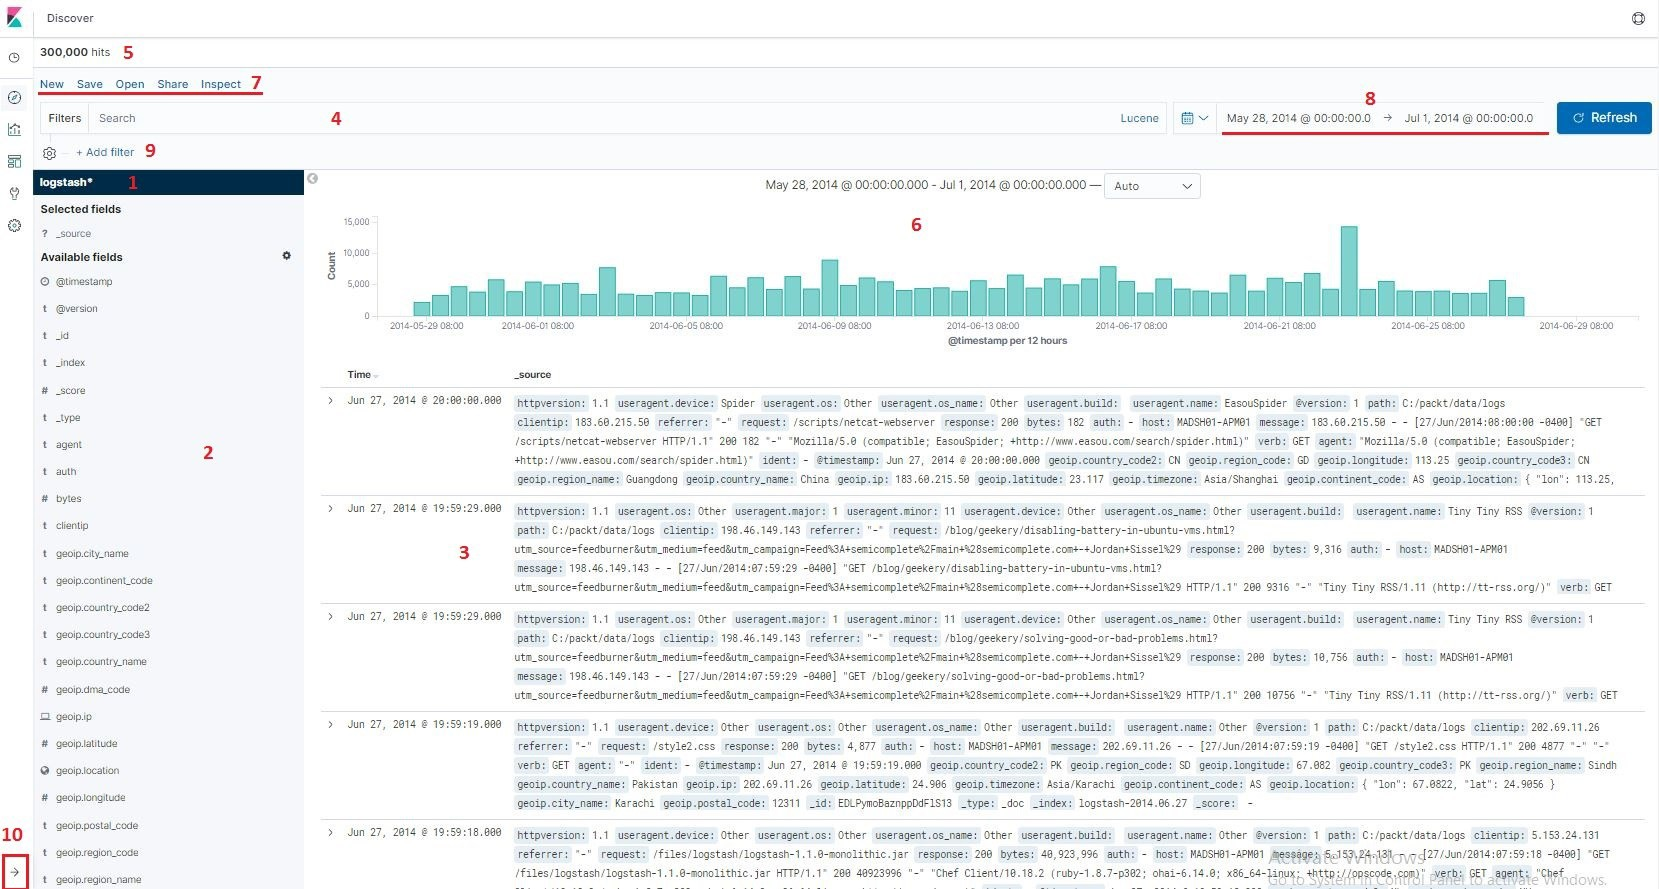 Discover
300,000 hits 5
New Save Open Share Inspect 7
Filters Search 4 Lucene May 28, 2014 @ 00:00:00.0 → Jul 1, 2014 @ 00:00:00.0 8 Refresh
+ Add filter 9
logstash* 1
Selected fields
? _source
Available fields
@timestamp
t @version
t _id
t _index
# _score
t _type
t agent
2
t auth
# bytes
t clientip
t geoip.city_name
t geoip.continent_code
t geoip.country_code2
t geoip.country_code3
t geoip.country_name
# geoip.dma_code
geoip.ip
# geoip.latitude
geoip.location
# geoip.longitude
t geoip.postal_code
t geoip.region_code
t geoip.region_name
10
May 28, 2014 @ 00:00:00.000 - Jul 1, 2014 @ 00:00:00.000 — Auto
6
15,000
10,000
5,000
0
Count
2014-05-29 08:00 2014-06-01 08:00 2014-06-05 08:00 2014-06-09 08:00 2014-06-13 08:00 2014-06-17 08:00 2014-06-21 08:00 2014-06-25 08:00 2014-06-29 08:00
@timestamp per 12 hours
Time _source
Jun 27, 2014 @ 20:00:00.000 httpversion: 1.1 useragent.device: Spider useragent.os: Other useragent.os_name: Other useragent.build: useragent.name: EasouSpider @version: 1 path: C:/packt/data/logs
clientip: 183.60.215.50 referrer: "-" request: /scripts/netcat-webserver response: 200 bytes: 182 auth: - host: MADSH01-APM01 message: 183.60.215.50 - - [27/Jun/2014:08:00:00 -0400] "GET
/scripts/netcat-webserver HTTP/1.1" 200 182 "-" "Mozilla/5.0 (compatible; EasouSpider; +http://www.easou.com/search/spider.html)" verb: GET agent: "Mozilla/5.0 (compatible; EasouSpider;
+http://www.easou.com/search/spider.html)" ident: - @timestamp: Jun 27, 2014 @ 20:00:00.000 geoip.country_code2: CN geoip.region_code: GD geoip.longitude: 113.25 geoip.country_code3: CN
geoip.region_name: Guangdong geoip.country_name: China geoip.ip: 183.60.215.50 geoip.latitude: 23.117 geoip.timezone: Asia/Shanghai geoip.continent_code: AS geoip.location: { "lon": 113.25,
Jun 27, 2014 @ 19:59:29.000 httpversion: 1.1 useragent.os: Other useragent.major: 1 useragent.minor: 11 useragent.device: Other useragent.os_name: Other useragent.build: useragent.name: Tiny Tiny RSS @version: 1
path: C:/packt/data/logs clientip: 198.46.149.143 referrer: "-" request: /blog/geekery/disabling-battery-in-ubuntu-vms.html?
3
utm_source=feedburner&utm_medium=feed&utm_campaign=Feed%3A+semicomplete%2Fmain+%28semicomplete.com+-+Jordan+Sissel%29 response: 200 bytes: 9,316 auth: - host: MADSH01-APM01
message: 198.46.149.143 - - [27/Jun/2014:07:59:29 -0400] "GET /blog/geekery/disabling-battery-in-ubuntu-vms.html?
utm_source=feedburner&utm_medium=feed&utm_campaign=Feed%3A+semicomplete%2Fmain+%28semicomplete.com+-+Jordan+Sissel%29 HTTP/1.1" 200 9316 "-" "Tiny Tiny RSS/1.11 (http://tt-rss.org/)" verb: GET
Jun 27, 2014 @ 19:59:29.000 httpversion: 1.1 useragent.os: Other useragent.major: 1 useragent.minor: 11 useragent.device: Other useragent.os_name: Other useragent.build: useragent.name: Tiny Tiny RSS @version: 1
path: C:/packt/data/logs clientip: 198.46.149.143 referrer: "-" request: /blog/geekery/solving-good-or-bad-problems.html?
utm_source=feedburner&utm_medium=feed&utm_campaign=Feed%3A+semicomplete%2Fmain+%28semicomplete.com+-+Jordan+Sissel%29 response: 200 bytes: 10,756 auth: - host: MADSH01-APM01
message: 198.46.149.143 - - [27/Jun/2014:07:59:29 -0400] "GET /blog/geekery/solving-good-or-bad-problems.html?
utm_source=feedburner&utm_medium=feed&utm_campaign=Feed%3A+semicomplete%2Fmain+%28semicomplete.com+-+Jordan+Sissel%29 HTTP/1.1" 200 10756 "-" "Tiny Tiny RSS/1.11 (http://tt-rss.org/)" verb: GET
Jun 27, 2014 @ 19:59:19.000 httpversion: 1.1 useragent.device: Other useragent.os: Other useragent.os_name: Other useragent.build: useragent.name: Other @version: 1 path: C:/packt/data/logs clientip: 202.69.11.26
referrer: "-" request: /style2.css response: 200 bytes: 4,877 auth: - host: MADSH01-APM01 message: 202.69.11.26 - - [27/Jun/2014:07:59:19 -0400] "GET /style2.css HTTP/1.1" 200 4877 "-" "-"
verb: GET agent: "-" ident: - @timestamp: Jun 27, 2014 @ 19:59:19.000 geoip.country_code2: PK geoip.region_code: SD geoip.longitude: 67.082 geoip.country_code3: PK geoip.region_name: Sindh
geoip.country_name: Pakistan geoip.ip: 202.69.11.26 geoip.latitude: 24.906 geoip.timezone: Asia/Karachi geoip.continent_code: AS geoip.location: { "lon": 67.0822, "lat": 24.9056 }
geoip.city_name: Karachi geoip.postal_code: 12311 _id: EDLPymoBaznppDdFlS13 _type: _doc _index: logstash-2014.06.27 _score: -
Jun 27, 2014 @ 19:59:18.000 httpversion: 1.1 useragent.device: Other useragent.os: Other useragent.os_name: Other useragent.build: useragent.name: Other @version: 1 path: C:/packt/data/logs clientip: 5.153.24.131
referrer: "-" request: /files/logstash/logstash-1.1.0-monolithic.jar response: 200 bytes: 40,923,996 auth: - host: MADSH01-APM01 message: 5.153.24.131 - - [27/Jun/2014:07:59:18 -0400] "GET
/files/logstash/logstash-1.1.0-monolithic.jar HTTP/1.1" 200 40923996 "-" "Chef Client/10.18.2 (ruby-1.8.7-p302; ohai-6.14.0; x86_64-linux; +http://opscode.com)" verb: GET agent: "Chef
Activate Windows
Go to System in Control Panel to activate Windows.